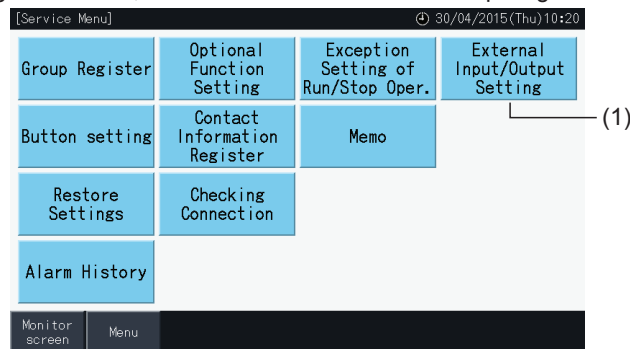 [Service Menu]
30/04/2015(Thu)10:20
Group Register
Optional
Function
Setting
Exception
Setting of
Run/Stop Oper.
External
Input/Output
Setting
(1)
Button setting
Contact
Information
Register
Memo
Restore
Settings
Checking
Connection
Alarm History
Monitor
screen
Menu